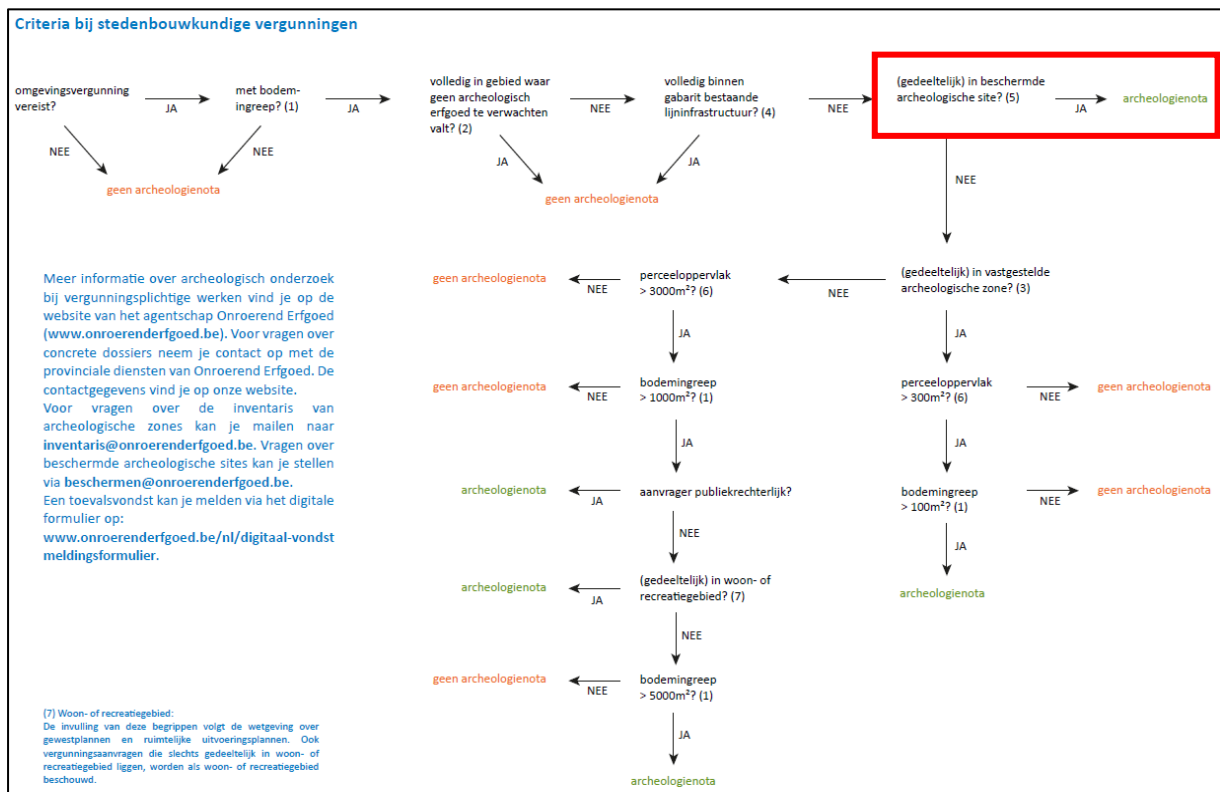 Criteria bij stedenbouwkundige vergunningen
omgevingsvergunning
vereist?
JA
met bodem-
ingreep? (1)
JA
volledig in gebied waar
geen archeologisch
erfgoed te verwachten
valt? (2)
NEE
volledig binnen
gabarit bestaande
lijninfrastructuur? (4)
NEE
(gedeeltelijk) in beschermde
archeologische site? (5)
JA
archeologienota
NEE
NEE
geen archeologienota
JA
JA
geen archeologienota
NEE
Meer informatie over archeologisch onderzoek
bij vergunningsplichtige werken vind je op de
website van het agentschap Onroerend Erfgoed
(www.onroerenderfgoed.be). Voor vragen over
concrete dossiers neem je contact op met de
provinciale diensten van Onroerend Erfgoed. De
contactgegevens vind je op onze website.
Voor vragen over de inventaris van
archeologische zones kan je mailen naar
inventaris@onroerenderfgoed.be. Vragen over
beschermde archeologische sites kan je stellen
via beschermen@onroerenderfgoed.be.
Een toevalsvondst kan je melden via het digitale
formulier op:
www.onroerenderfgoed.be/nl/digitaal-vondst
meldingsformulier.
geen archeologienota
NEE
perceeloppervlak
> 3000m²? (6)
NEE
(gedeeltelijk) in vastgestelde
archeologische zone? (3)
JA
JA
geen archeologienota
NEE
bodemingreep
> 1000m²? (1)
perceeloppervlak
> 300m²? (6)
NEE
geen archeologienota
JA
JA
archeologienota
JA
aanvrager publiekrechterlijk?
bodemingreep
> 100m²? (1)
NEE
geen archeologienota
NEE
JA
archeologienota
JA
(gedeeltelijk) in woon- of
recreatiegebied? (7)
archeologienota
NEE
geen archeologienota
NEE
bodemingreep
> 5000m²? (1)
JA
archeologienota
(7) Woon- of recreatiegebied:
De invulling van deze begrippen volgt de wetgeving over
gewestplannen en ruimtelijke uitvoeringsplannen. Ook
vergunningsaanvragen die slechts gedeeltelijk in woon- of
recreatiegebied liggen, worden als woon- of recreatiegebied
beschouwd.